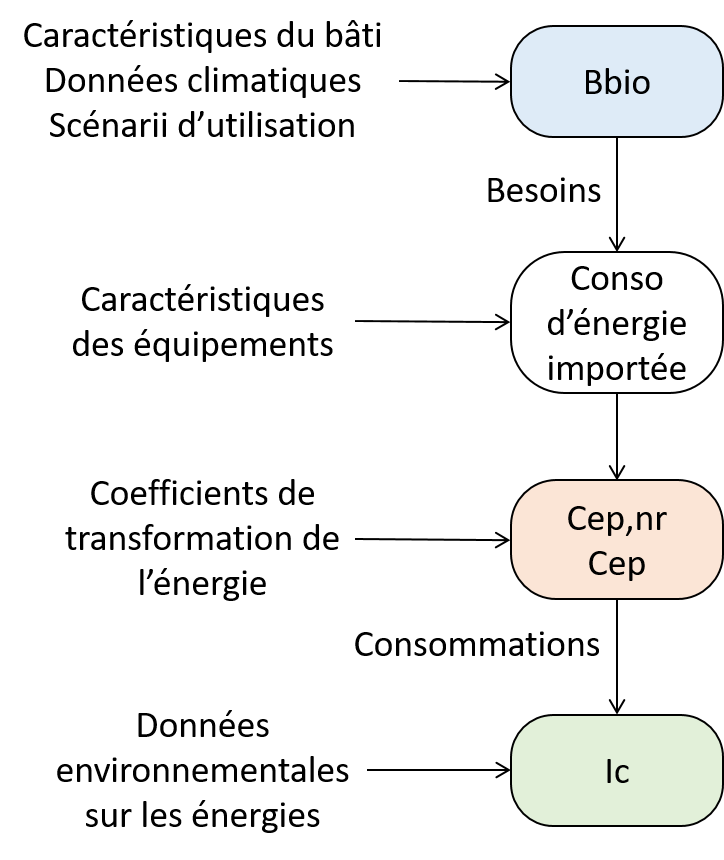 Caractéristiques du bâti
Données climatiques
Scénarii d’utilisation
Bbio
Besoins
Caractéristiques
des équipements
Conso
d’énergie
importée
Coefficients de
transformation de
l’énergie
Cep,nr
Cep
Consommations
Données
environnementales
sur les énergies
Ic